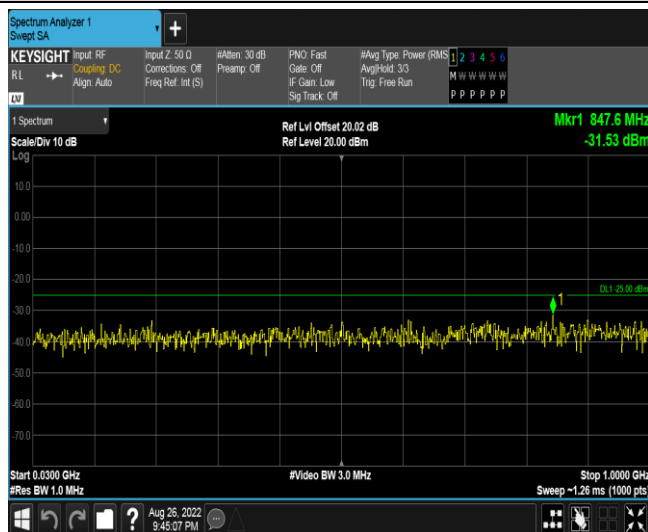 Spectrum Analyzer 1
Swept SA
KEYSIGHT
RL
LXI
Input: RF
Coupling: DC
Align: Auto
Input Z: 50 Ω
Corrections: Off
Freq Ref: Int (S)
#Atten: 30 dB
Preamp: Off
PNO: Fast
Gate: Off
IF Gain: Low
Sig Track: Off
#Avg Type: Power (RMS
Avg|Hold: 3/3
Trig: Free Run
1 2 3 4 5 6
M W W W W W
P P P P P P
1 Spectrum
Scale/Div 10 dB
Ref Lvl Offset 20.02 dB
Ref Level 20.00 dBm
Mkr1 847.6 MHz
-31.53 dBm
Log
10.0
0.00
-10.0
-20.0
DL1 -25.00 dBm
1
-30.0
-40.0
-50.0
-60.0
-70.0
Start 0.0300 GHz
#Video BW 3.0 MHz
Stop 1.0000 GHz
#Res BW 1.0 MHz
Sweep ~1.26 ms (1000 pts)
?
Aug 26, 2022
9:45:07 PM